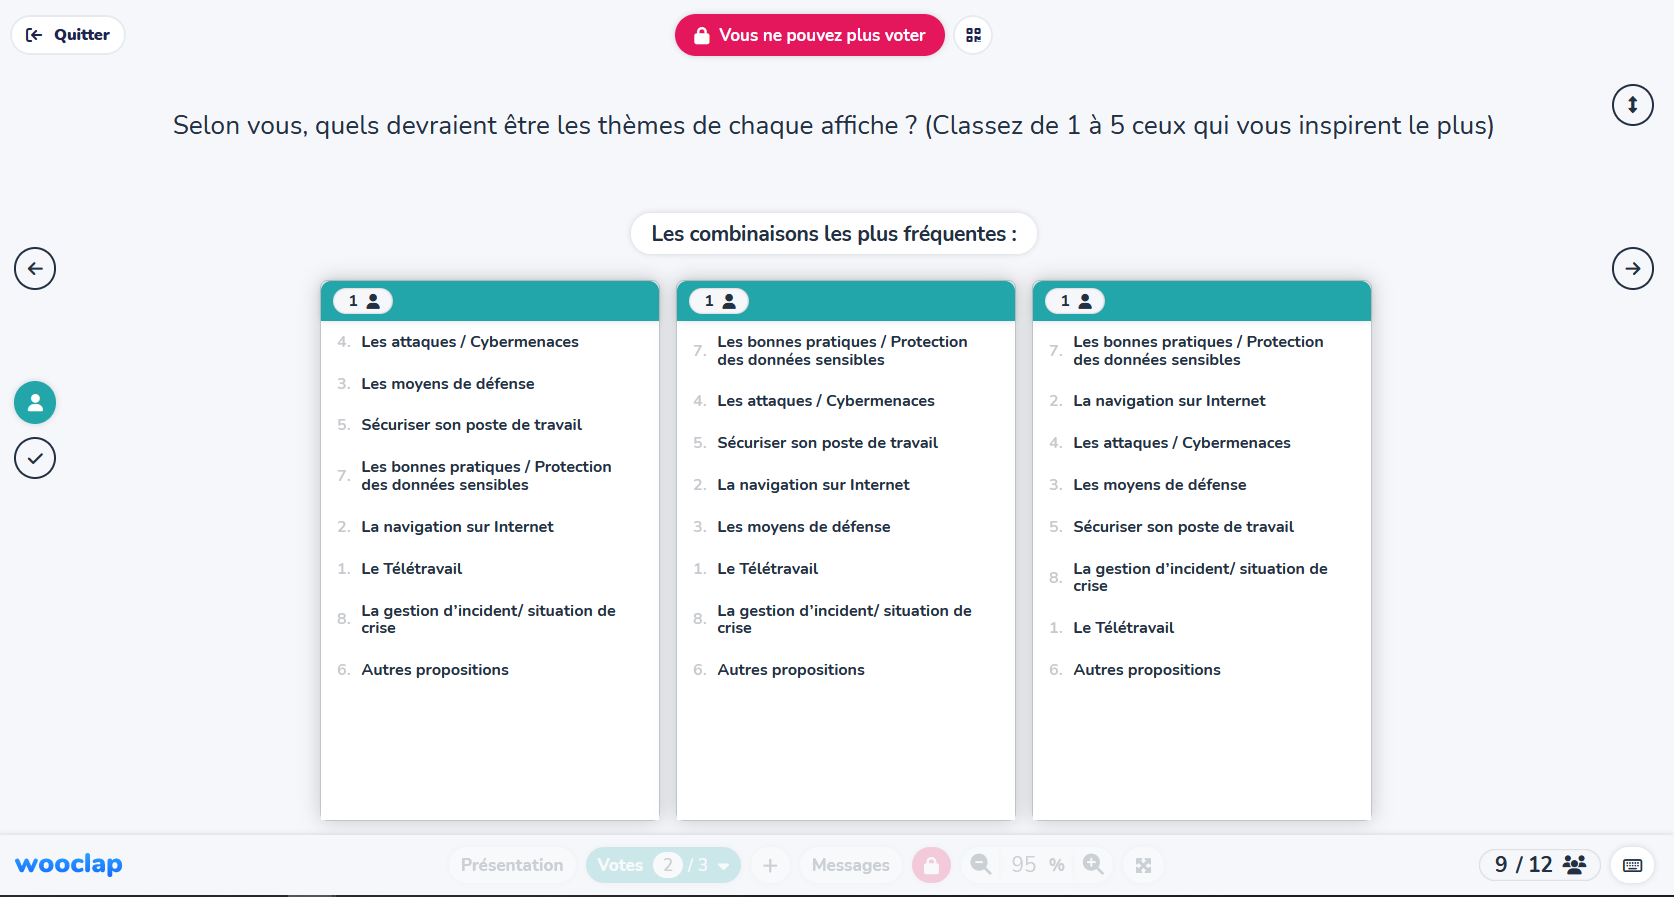 Quitter
Vous ne pouvez plus voter
Selon vous, quels devraient être les thèmes de chaque affiche ? (Classez de 1 à 5 ceux qui vous inspirent le plus)
Les combinaisons les plus fréquentes :
1
4. Les attaques / Cybermenaces
3. Les moyens de défense
5. Sécuriser son poste de travail
7. Les bonnes pratiques / Protection
des données sensibles
2. La navigation sur Internet
1. Le Télétravail
8. La gestion d’incident/ situation de
crise
6. Autres propositions
1
7. Les bonnes pratiques / Protection
des données sensibles
4. Les attaques / Cybermenaces
5. Sécuriser son poste de travail
2. La navigation sur Internet
3. Les moyens de défense
1. Le Télétravail
8. La gestion d’incident/ situation de
crise
6. Autres propositions
1
7. Les bonnes pratiques / Protection
des données sensibles
2. La navigation sur Internet
4. Les attaques / Cybermenaces
3. Les moyens de défense
5. Sécuriser son poste de travail
8. La gestion d’incident/ situation de
crise
1. Le Télétravail
6. Autres propositions
wooclap
Présentation
Votes 2 / 3
+
Messages
95 %
9 / 12